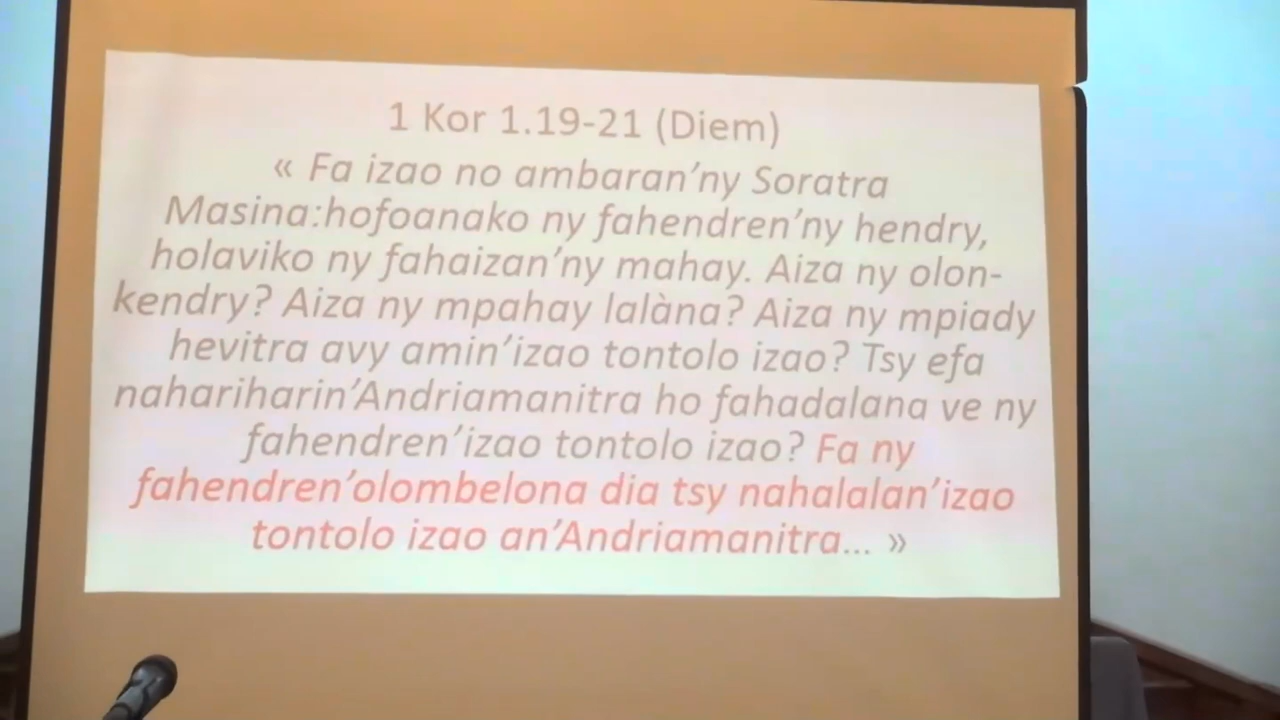 1 Kor 1.19-21 (Diem)
« Fa izao no ambaran’ny Soratra
Masina:hofoanako ny fahendren’ny hendry,
holaviko ny fahaizan’ny mahay. Aiza ny olon-
kendry? Aiza ny mpahay lalàna? Aiza ny mpiady
hevitra avy amin’izao tontolo izao? Tsy efa
nahariharin’Andriamanitra ho fahadalana ve ny
fahendren’izao tontolo izao? Fa ny
fahendren’olombelona dia tsy nahalalan’izao
tontolo izao an’Andriamanitra... »